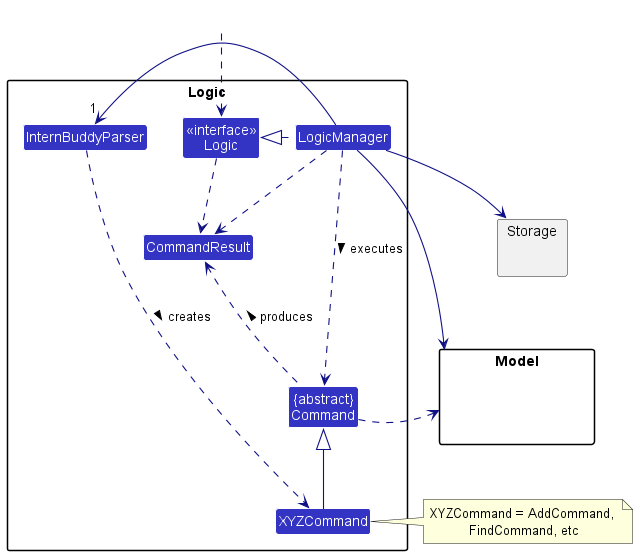 Logic
1
InternBuddyParser
«interface»
Logic
LogicManager
Storage
CommandResult
executes
creates
produces
Model
{abstract}
Command
XYZCommand
XYZCommand = AddCommand,
FindCommand, etc